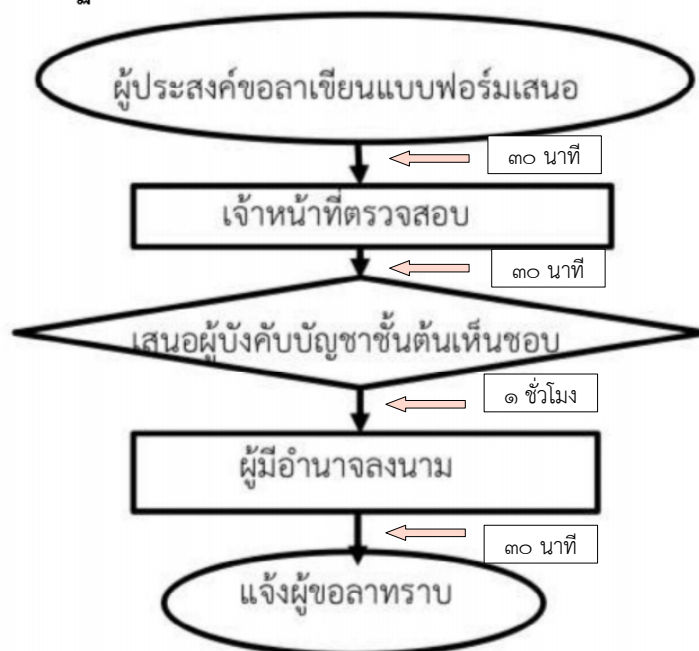 ผู้ประสงค์ขอลาเขียนแบบฟอร์มเสนอ
๓๐ นาที
เจ้าหน้าที่ตรวจสอบ
๓๐ นาที
เสนอผู้บังคับบัญชาชั้นต้นเห็นชอบ
๑ ชั่วโมง
ผู้มีอำนาจลงนาม
๓๐ นาที
แจ้งผู้ขอลาทราบ